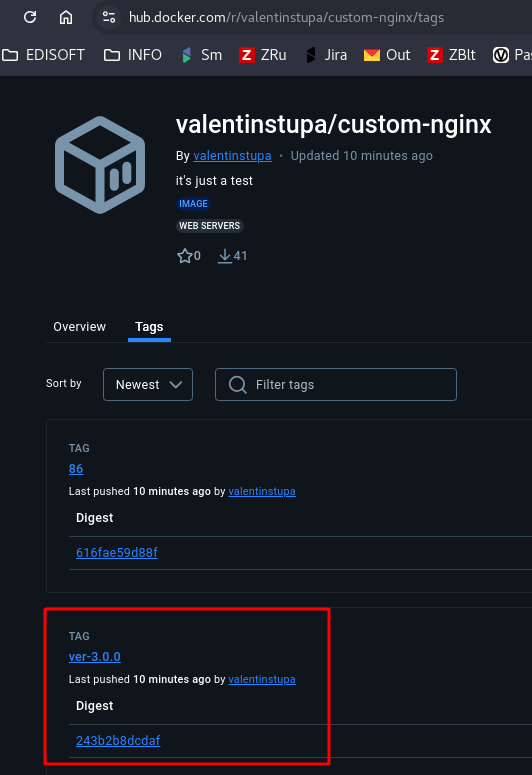 hub.docker.com/r/valentinstupa/custom-nginx/tags
EDISOFT INFO Sm ZRu Jira Out ZBlt Pas
valentinstupa/custom-nginx
By valentinstupa • Updated 10 minutes ago
it's just a test
IMAGE
WEB SERVERS
0 41
Overview Tags
Sort by Newest Filter tags
TAG
86
Last pushed 10 minutes ago by valentinstupa
Digest
616fae59d88f
TAG
ver-3.0.0
Last pushed 10 minutes ago by valentinstupa
Digest
243b2b8dcdaf